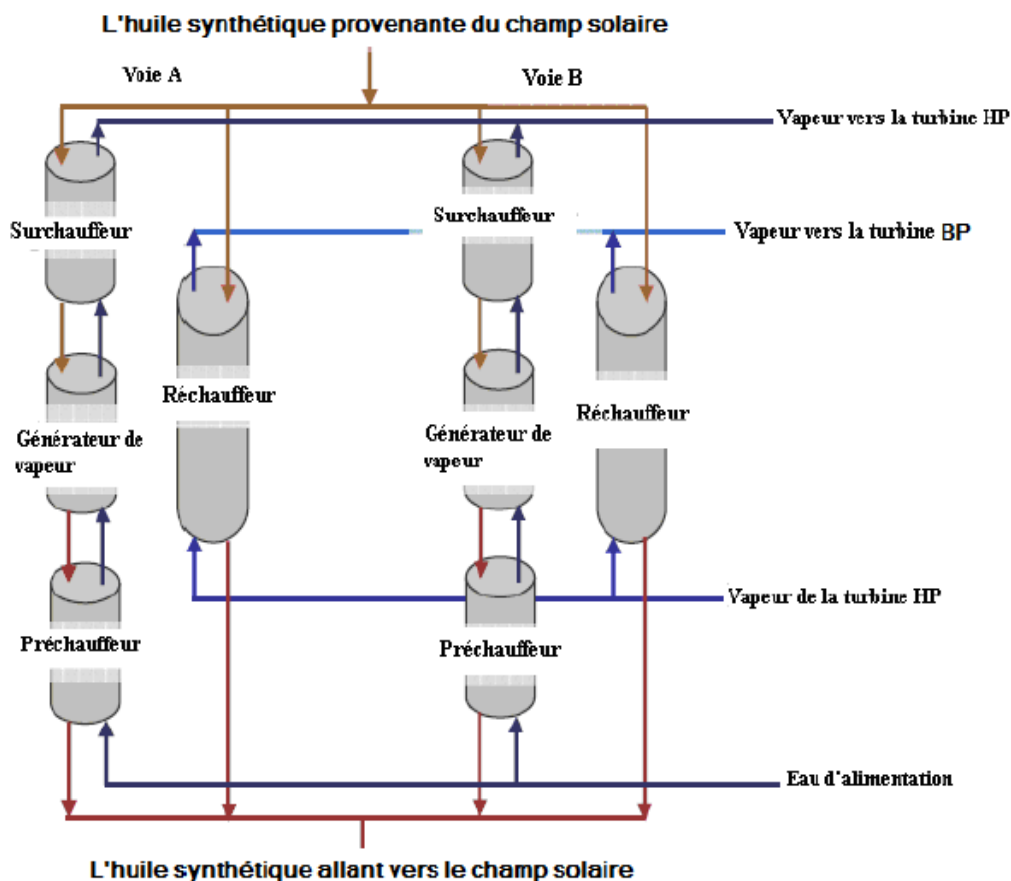 L'huile synthétique provenante du champ solaire
Voie A
Voie B
Vapeur vers la turbine HP
Surchauffeur
Surchauffeur
Vapeur vers la turbine BP
Réchauffeur
Réchauffeur
Générateur de
vapeur
Générateur de
vapeur
Vapeur de la turbine HP
Préchauffeur
Préchauffeur
Eau d'alimentation
L'huile synthétique allant vers le champ solaire